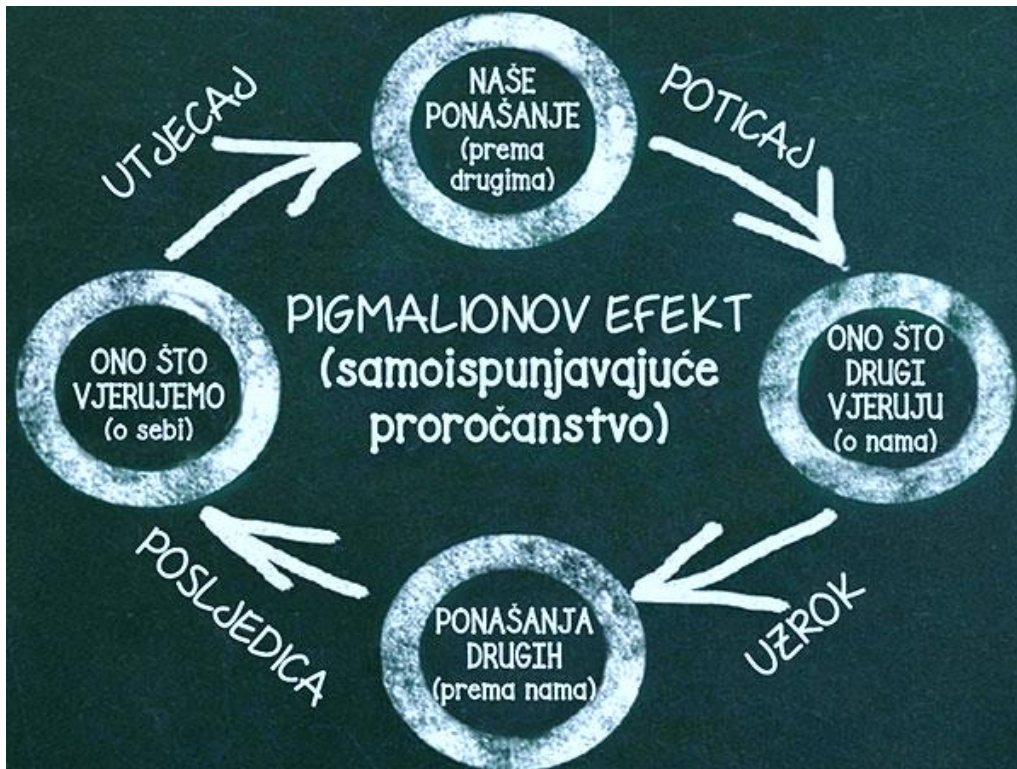 NAŠE
PONAŠANJE
(prema
drugima)
UTJECAJ
POTICAJ
PIGMALIONOV EFEKT
(samoispunjavajuće
proročanstvo)
ONO ŠTO
VJERUJEMO
(o sebi)
ONO ŠTO
DRUGI
VJERUJU
(o nama)
POSLJEDICA
UZROK
PONAŠANJA
DRUGIH
(prema nama)